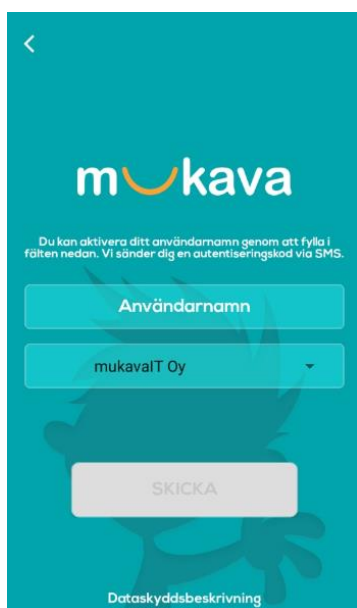 mukava
Du kan aktivera ditt användarnamn genom att fylla i
fälten nedan. Vi sänder dig en autentiseringskod via SMS.
Användarnamn
mukavaIT Oy
SKICKA
Dataskyddsbeskrivning